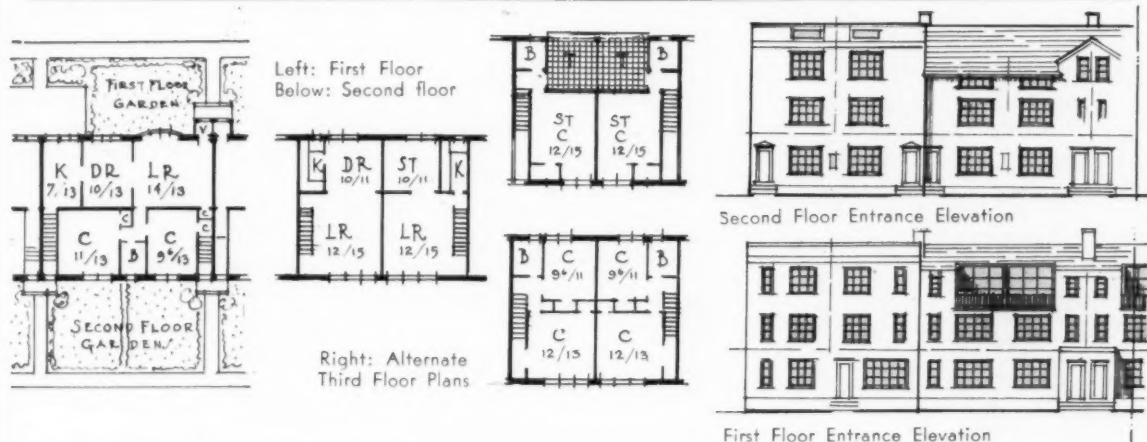 FIRST FLOOR
GARDEN
V
K DR LR
7/13 10/13 14/13
C
C
C C
11/13 B 9⁶/13
SECOND FLOOR
GARDENS
Left: First Floor
Below: Second floor
K DR ST K
10/11 10/11
LR LR
12/15 12/15
Right: Alternate
Third Floor Plans
B T T B
ST ST
C C
12/15 12/15
B C C B
9⁶/11 9⁶/11
C C
12/13 12/13
Second Floor Entrance Elevation
First Floor Entrance Elevation